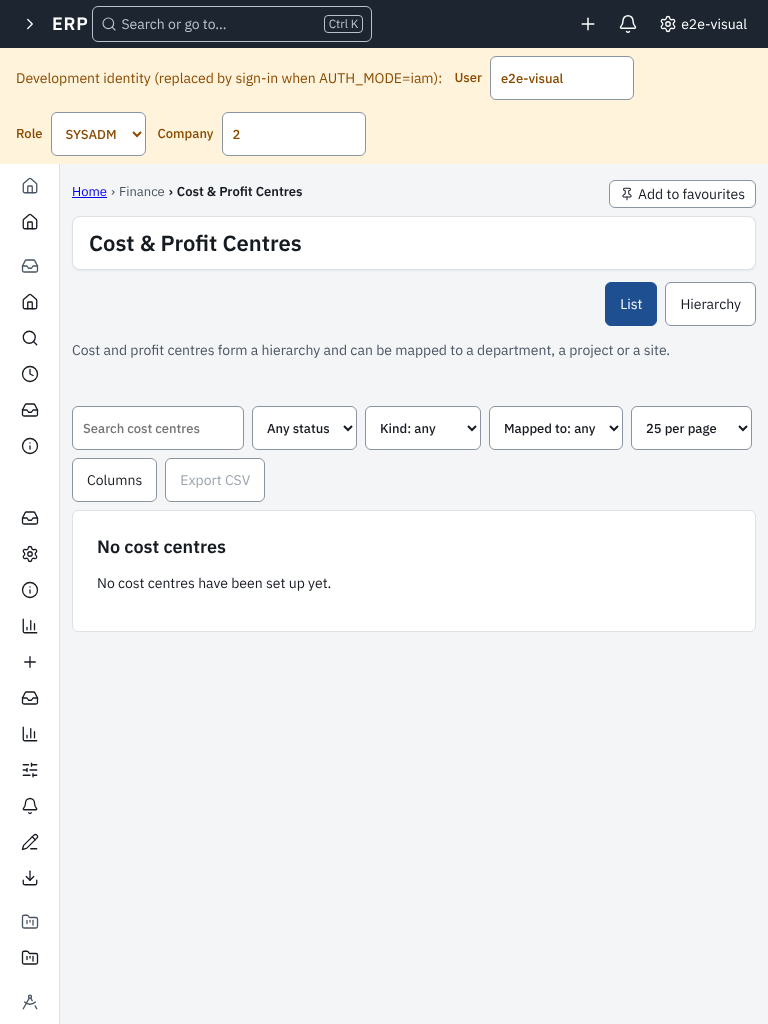 ERP Search or go to... Ctrl K e2e-visual
Development identity (replaced by sign-in when AUTH_MODE=iam): User e2e-visual
Role SYSADM Company 2
Home › Finance › Cost & Profit Centres Add to favourites
Cost & Profit Centres
List Hierarchy
Cost and profit centres form a hierarchy and can be mapped to a department, a project or a site.
Search cost centres Any status Kind: any Mapped to: any 25 per page
Columns Export CSV
No cost centres
No cost centres have been set up yet.